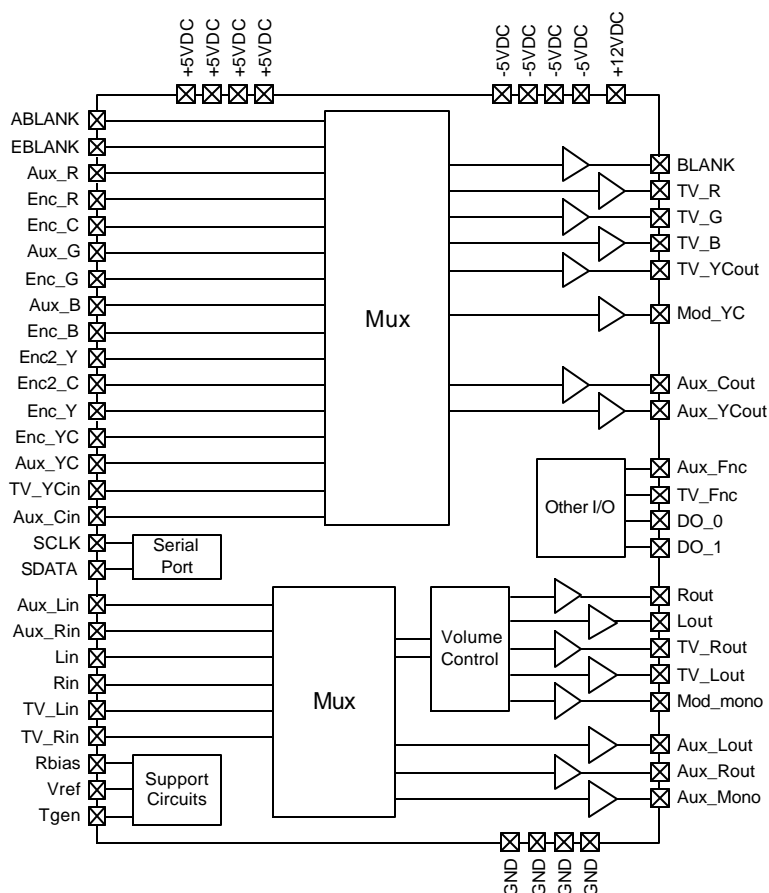 +5VDC
+5VDC
+5VDC
+5VDC
-5VDC
-5VDC
-5VDC
-5VDC
+12VDC
ABLANK
EBLANK
Aux_R
Enc_R
Enc_C
Aux_G
Enc_G
Aux_B
Enc_B
Enc2_Y
Enc2_C
Enc_Y
Enc_YC
Aux_YC
TV_YCin
Aux_Cin
SCLK
SDATA
Aux_Lin
Aux_Rin
Lin
Rin
TV_Lin
TV_Rin
Rbias
Vref
Tgen
Mux
Serial
Port
Mux
Volume
Control
Support
Circuits
Other I/O
BLANK
TV_R
TV_G
TV_B
TV_YCout
Mod_YC
Aux_Cout
Aux_YCout
Aux_Fnc
TV_Fnc
DO_0
DO_1
Rout
Lout
TV_Rout
TV_Lout
Mod_mono
Aux_Lout
Aux_Rout
Aux_Mono
GND
GND
GND
GND